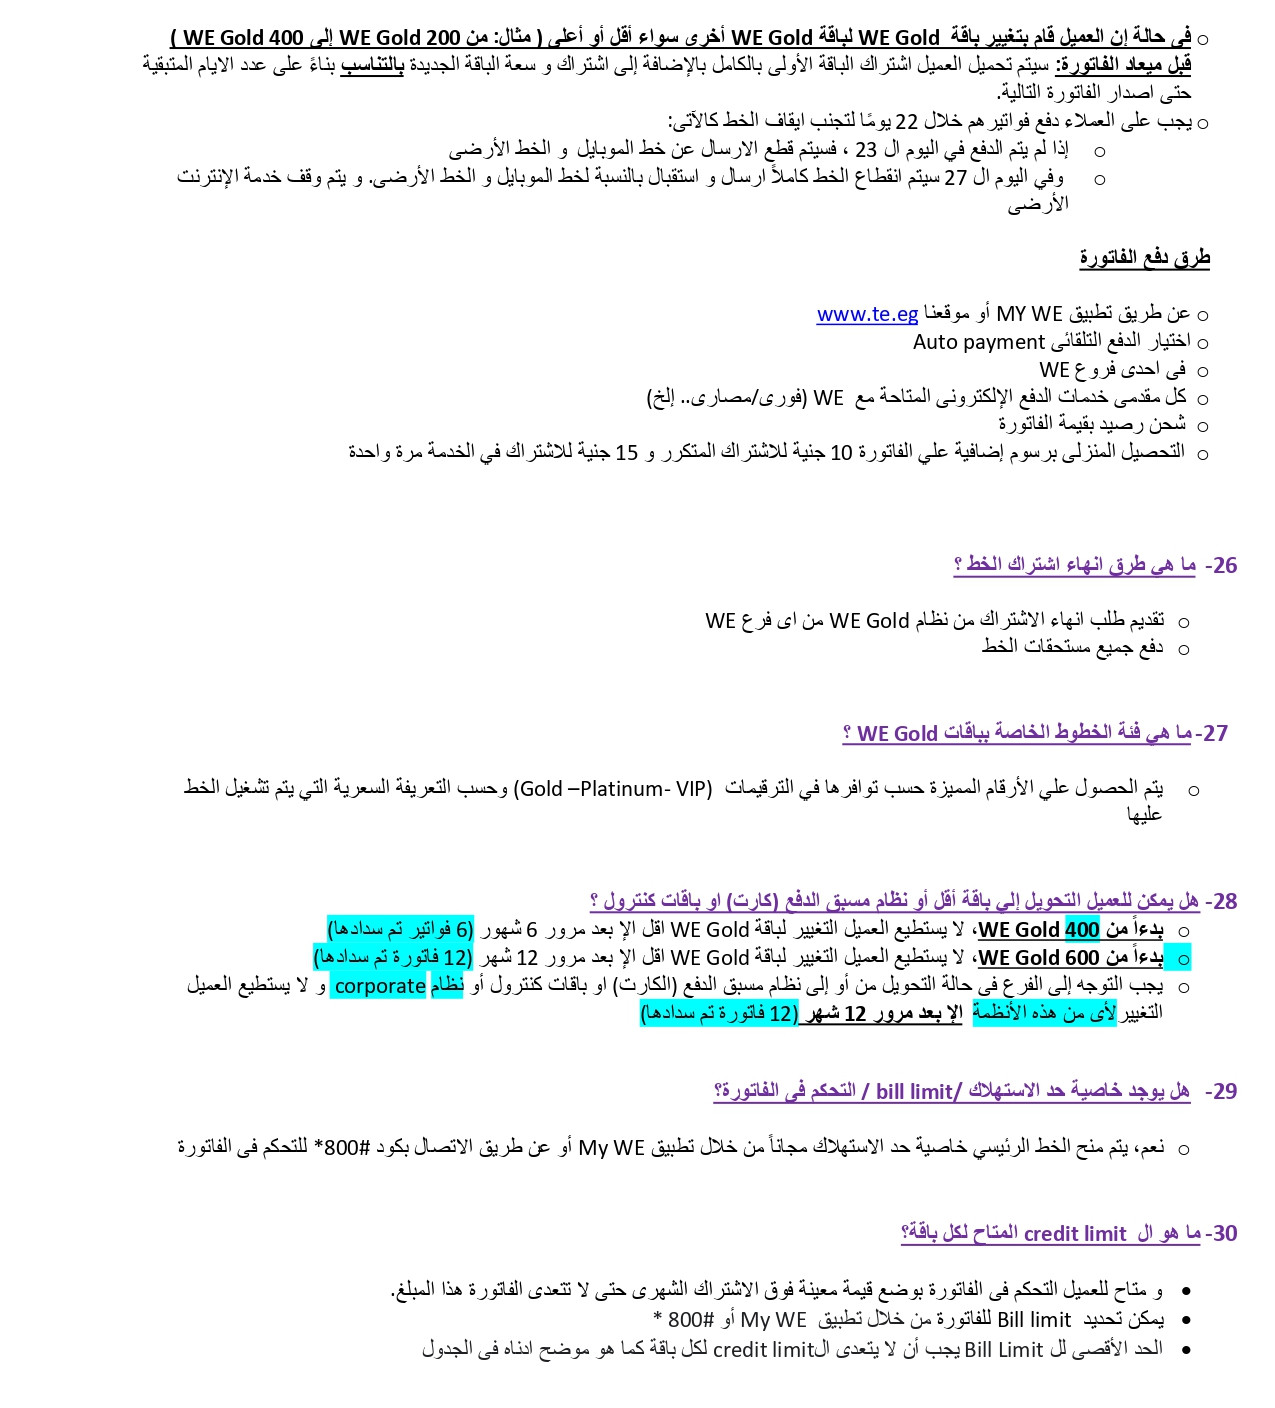 ○ فى حالة إن العميل قام بتغيير باقة WE Gold لباقة WE Gold أخرى سواء أقل أو أعلى ( مثال: من WE Gold 200 إلى WE Gold 400 )
قبل ميعاد الفاتورة: سيتم تحميل العميل اشتراك الباقة الأولى بالكامل بالإضافة إلى اشتراك و سعة الباقة الجديدة بالتناسب بناءً على عدد الايام المتبقية
حتى اصدار الفاتورة التالية.
○ يجب على العملاء دفع فواتيرهم خلال 22 يومًا لتجنب ايقاف الخط كالآتى:
○ إذا لم يتم الدفع في اليوم ال 23 ، فسيتم قطع الارسال عن خط الموبايل و الخط الأرضى
○ وفي اليوم ال 27 سيتم انقطاع الخط كاملاً ارسال و استقبال بالنسبة لخط الموبايل و الخط الأرضى. و يتم وقف خدمة الإنترنت
الأرضى
طرق دفع الفاتورة
○ عن طريق تطبيق MY WE أو موقعنا www.te.eg
○ اختيار الدفع التلقائى Auto payment
○ فى احدى فروع WE
○ كل مقدمى خدمات الدفع الإلكترونى المتاحة مع WE (فورى/مصارى.. إلخ)
○ شحن رصيد بقيمة الفاتورة
○ التحصيل المنزلى برسوم إضافية علي الفاتورة 10 جنية للاشتراك المتكرر و 15 جنية للاشتراك في الخدمة مرة واحدة
26- ما هي طرق انهاء اشتراك الخط ؟
○ تقديم طلب انهاء الاشتراك من نظام WE Gold من اى فرع WE
○ دفع جميع مستحقات الخط
27- ما هي فئة الخطوط الخاصة بباقات WE Gold ؟
○ يتم الحصول علي الأرقام المميزة حسب توافرها في الترقيمات (Gold –Platinum- VIP) وحسب التعريفة السعرية التي يتم تشغيل الخط
عليها
28- هل يمكن للعميل التحويل إلي باقة أقل أو نظام مسبق الدفع (كارت) او باقات كنترول ؟
○ بدءاً من WE Gold 400، لا يستطيع العميل التغيير لباقة WE Gold اقل الإ بعد مرور 6 شهور (6 فواتير تم سدادها)
○ بدءاً من WE Gold 600، لا يستطيع العميل التغيير لباقة WE Gold اقل الإ بعد مرور 12 شهر (12 فاتورة تم سدادها)
○ يجب التوجه إلى الفرع فى حالة التحويل من أو إلى نظام مسبق الدفع (الكارت) او باقات كنترول أو نظام corporate و لا يستطيع العميل
التغيير لأى من هذه الأنظمة الإ بعد مرور 12 شهر (12 فاتورة تم سدادها)
29- هل يوجد خاصية حد الاستهلاك /bill limit / التحكم فى الفاتورة؟
○ نعم، يتم منح الخط الرئيسي خاصية حد الاستهلاك مجاناً من خلال تطبيق My WE أو عن طريق الاتصال بكود #800* للتحكم فى الفاتورة
30- ما هو ال credit limit المتاح لكل باقة؟
• و متاح للعميل التحكم فى الفاتورة بوضع قيمة معينة فوق الاشتراك الشهرى حتى لا تتعدى الفاتورة هذا المبلغ.
• يمكن تحديد Bill limit للفاتورة من خلال تطبيق My WE أو #800 *
• الحد الأقصى لل Bill Limit يجب أن لا يتعدى الcredit limit لكل باقة كما هو موضح ادناه فى الجدول